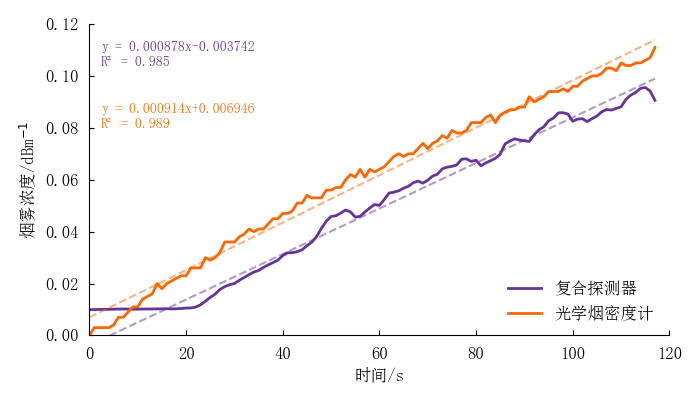 0.12
0.10
0.08
0.06
0.04
0.02
0.00
烟雾浓度/dBm⁻¹
y = 0.000878x-0.003742
R² = 0.985
y = 0.000914x+0.006946
R² = 0.989
复合探测器
光学烟密度计
0 20 40 60 80 100 120
时间/s